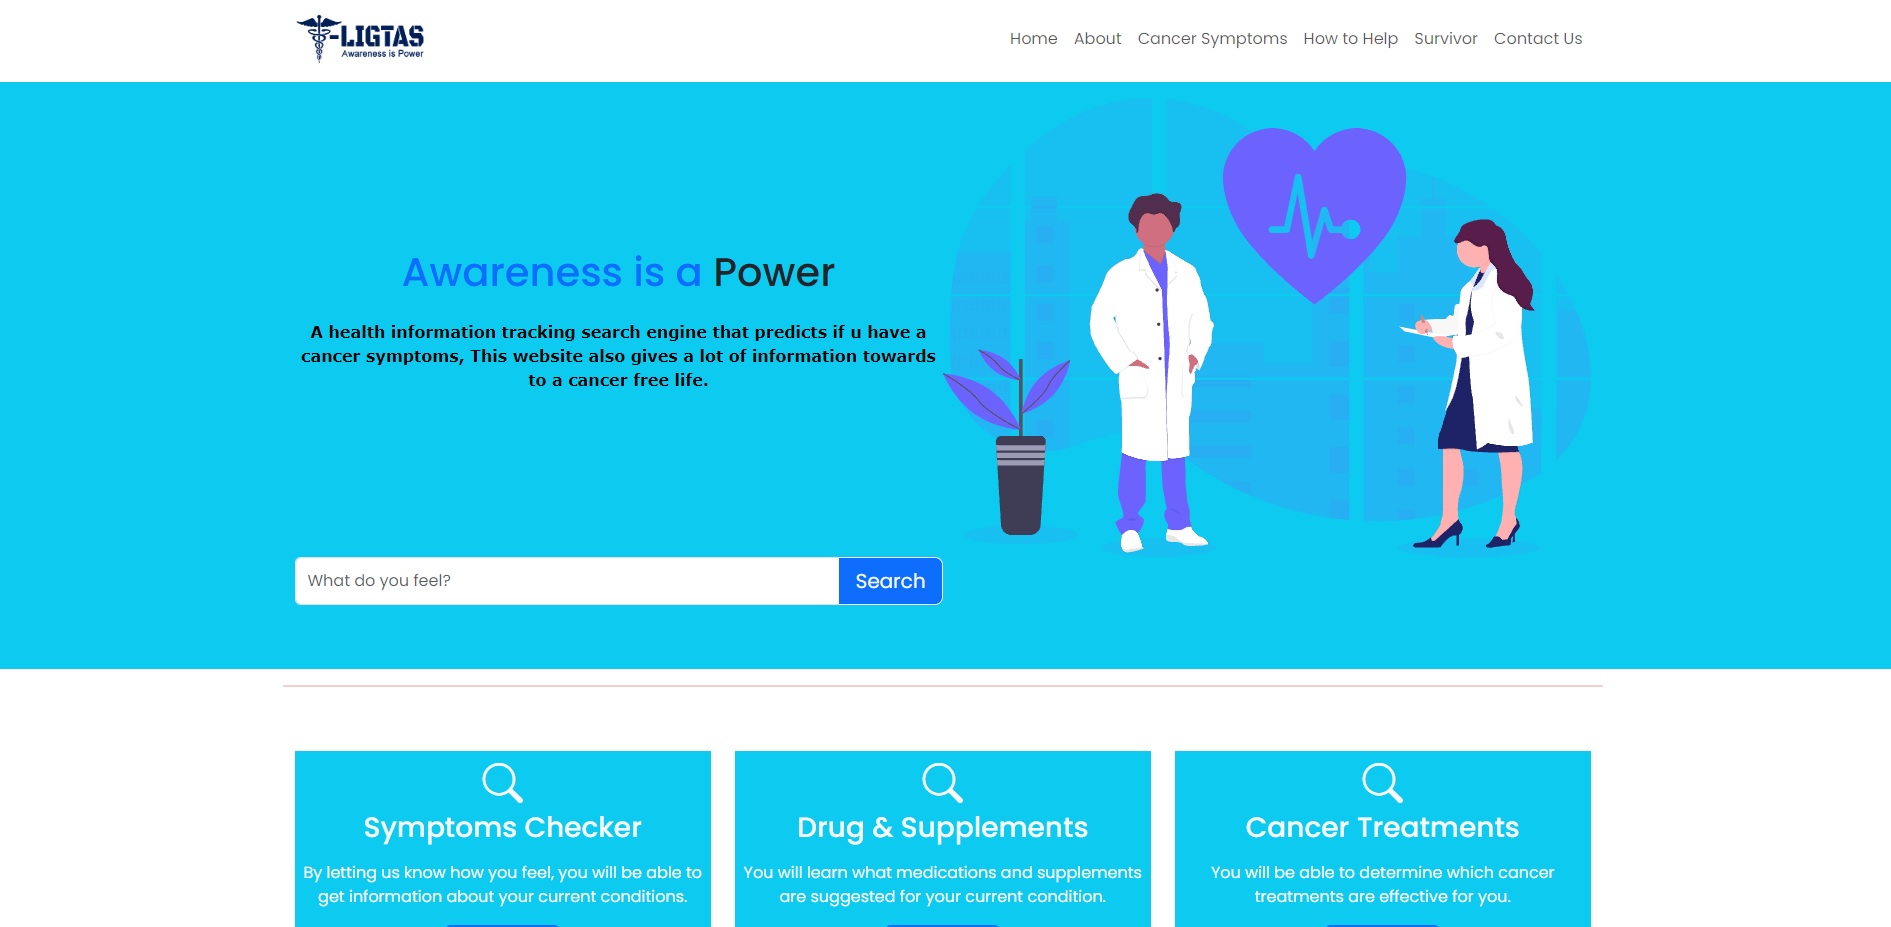 -LIGTAS
Awareness is Power
Home About Cancer Symptoms How to Help Survivor Contact Us
Awareness is a Power
A health information tracking search engine that predicts if u have a
cancer symptoms, This website also gives a lot of information towards
to a cancer free life.
What do you feel? Search
Symptoms Checker
By letting us know how you feel, you will be able to
get information about your current conditions.
Drug & Supplements
You will learn what medications and supplements
are suggested for your current condition.
Cancer Treatments
You will be able to determine which cancer
treatments are effective for you.